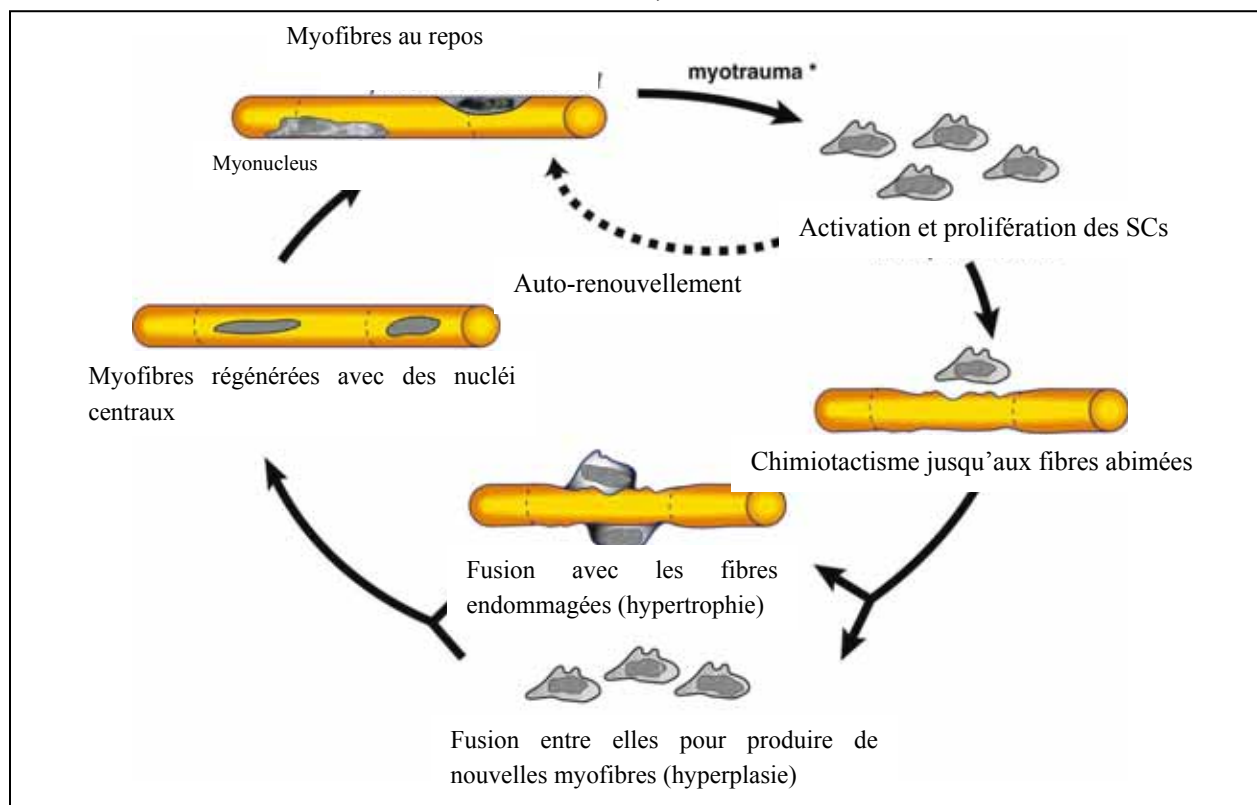 Myofibres au repos
myotrauma *
Myonucleus
Activation et prolifération des SCs
Auto-renouvellement
Myofibres régénérées avec des nucléi
centraux
Chimiotactisme jusqu'aux fibres abimées
Fusion avec les fibres
endommagées (hypertrophie)
Fusion entre elles pour produire de
nouvelles myofibres (hyperplasie)